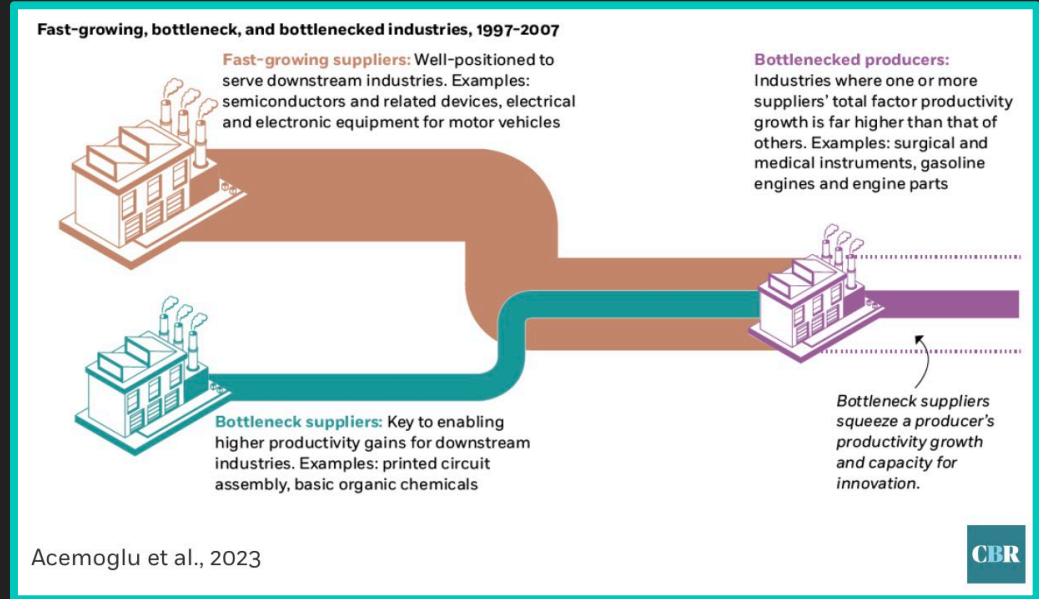 Fast-growing, bottleneck, and bottlenecked industries, 1997–2007
Fast-growing suppliers: Well-positioned to
serve downstream industries. Examples:
semiconductors and related devices, electrical
and electronic equipment for motor vehicles
Bottlenecked producers:
Industries where one or more
suppliers’ total factor productivity
growth is far higher than that of
others. Examples: surgical and
medical instruments, gasoline
engines and engine parts
Bottleneck suppliers: Key to enabling
higher productivity gains for downstream
industries. Examples: printed circuit
assembly, basic organic chemicals
Bottleneck suppliers
squeeze a producer’s
productivity growth
and capacity for
innovation.
Acemoglu et al., 2023
CBR